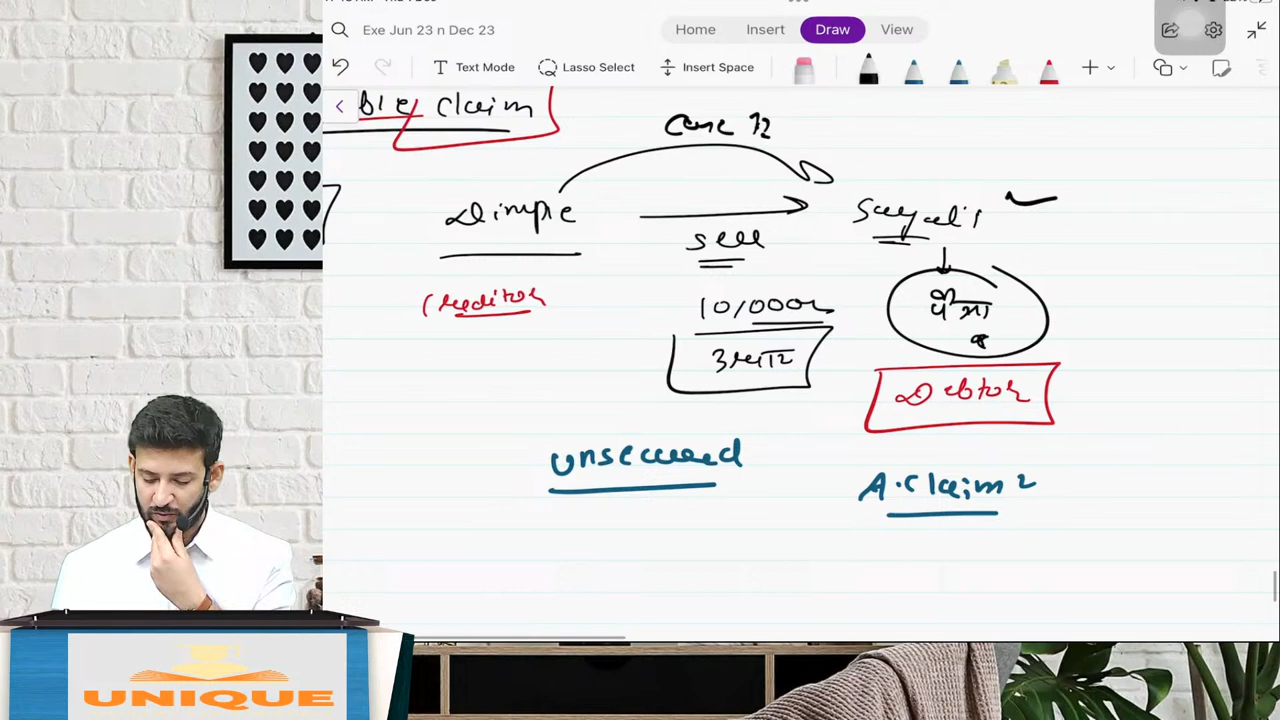 Exe Jun 23 n Dec 23
Home Insert Draw View
Text Mode Lasso Select Insert Space
ble claim
Case 12
Dimple sell Sayali
Creditor 10,000/-
उधार
Debtor
unsecured
A.claim
UNIQUE